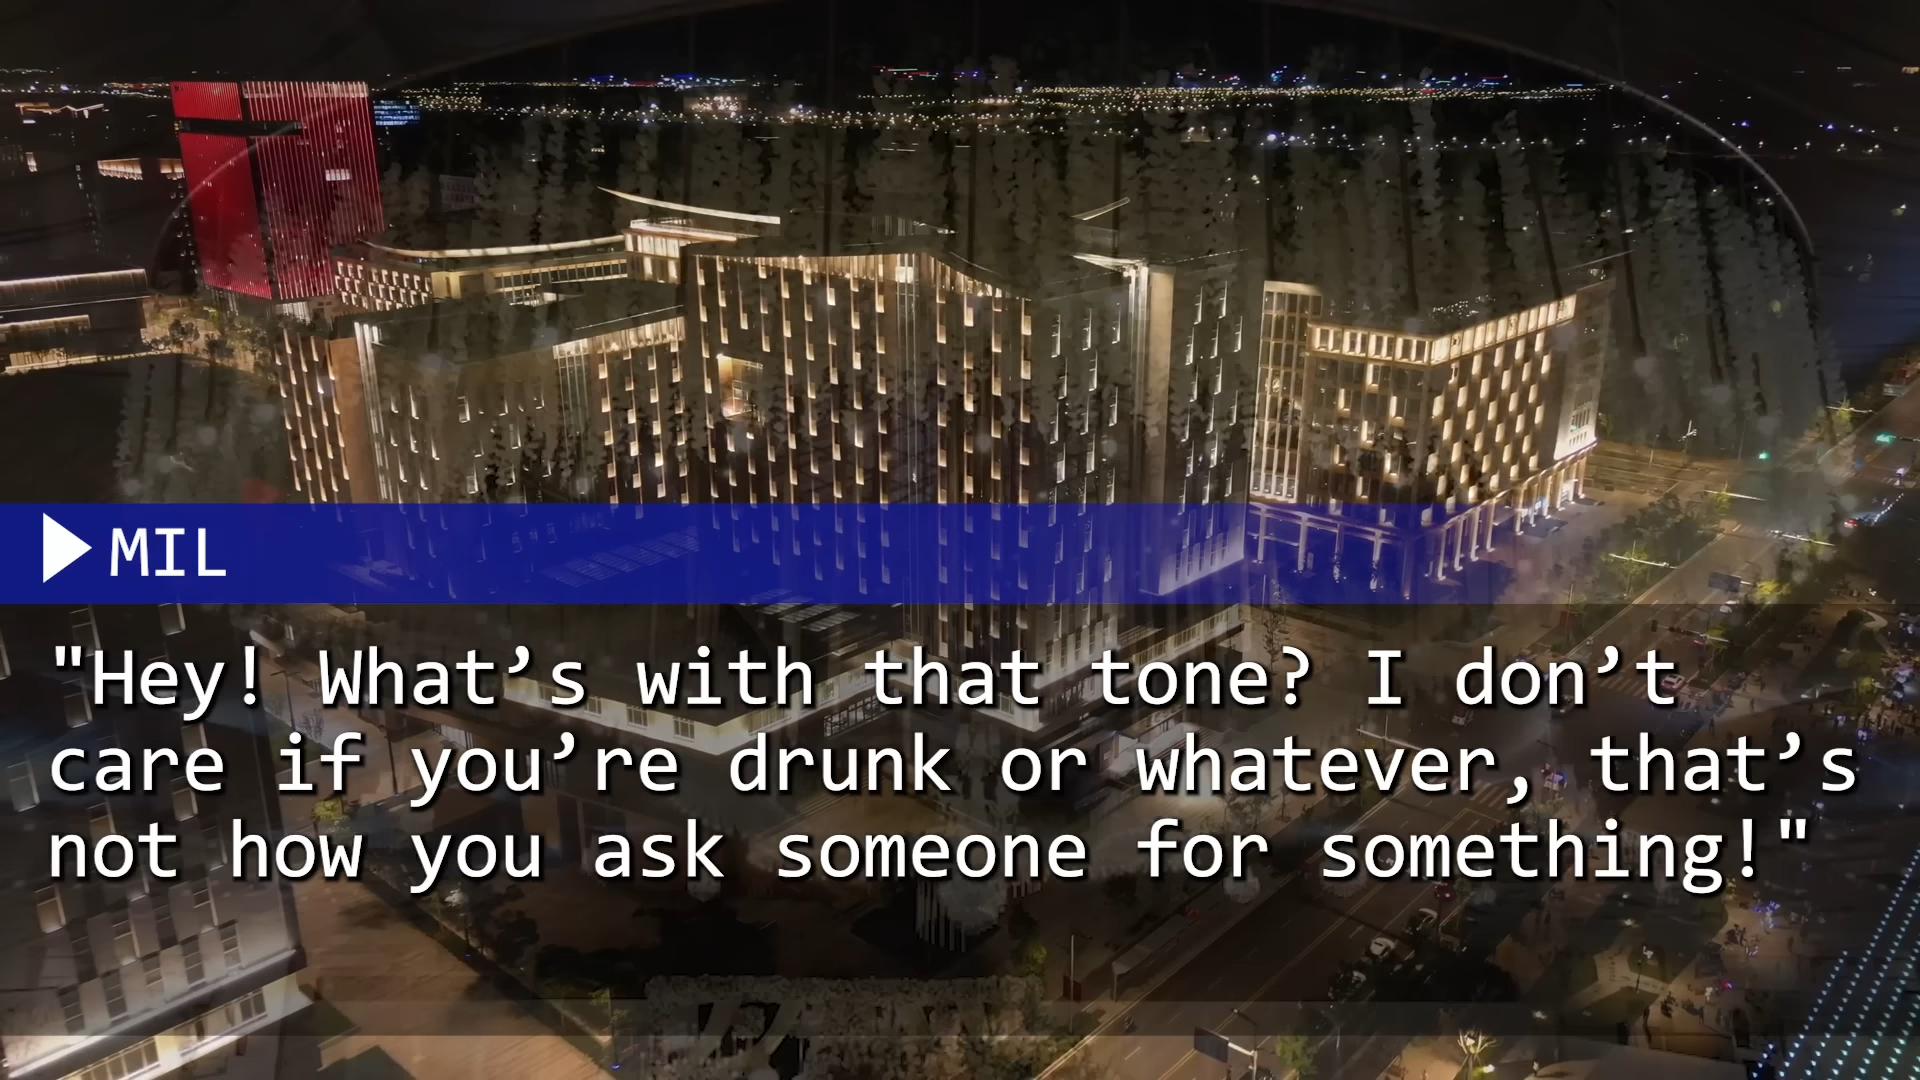 MIL
"Hey! What’s with that tone? I don’t
care if you’re drunk or whatever, that’s
not how you ask someone for something!"